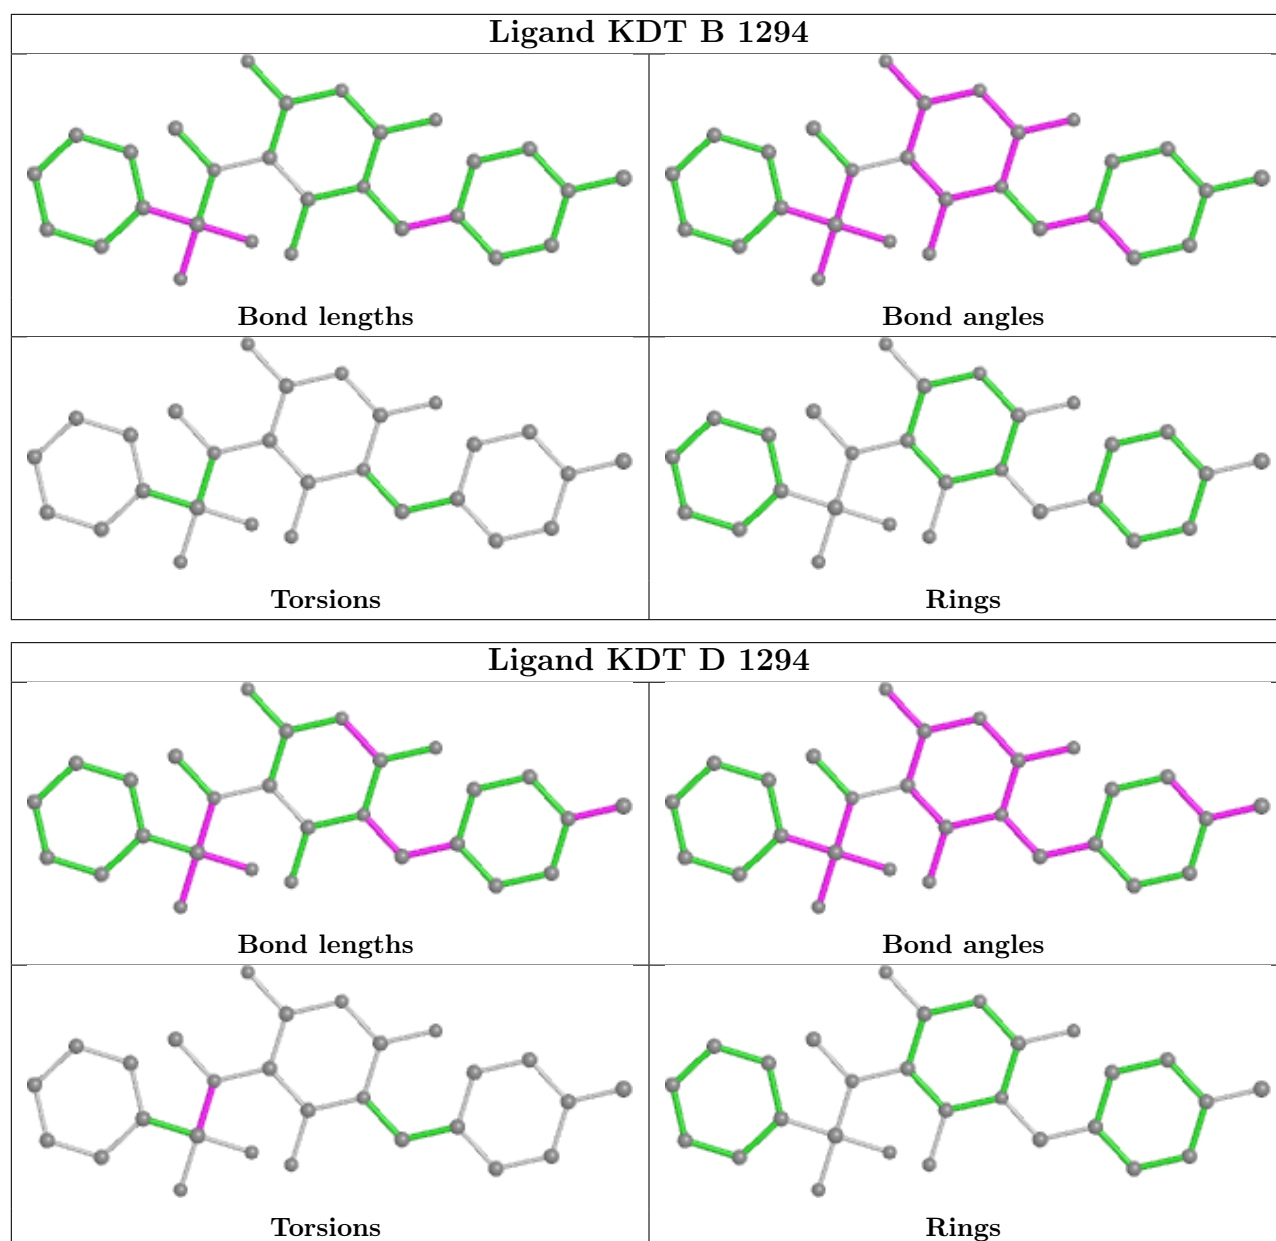 Ligand KDT B 1294
Bond lengths
Bond angles
Torsions
Rings
Ligand KDT D 1294
Bond lengths
Bond angles
Torsions
Rings